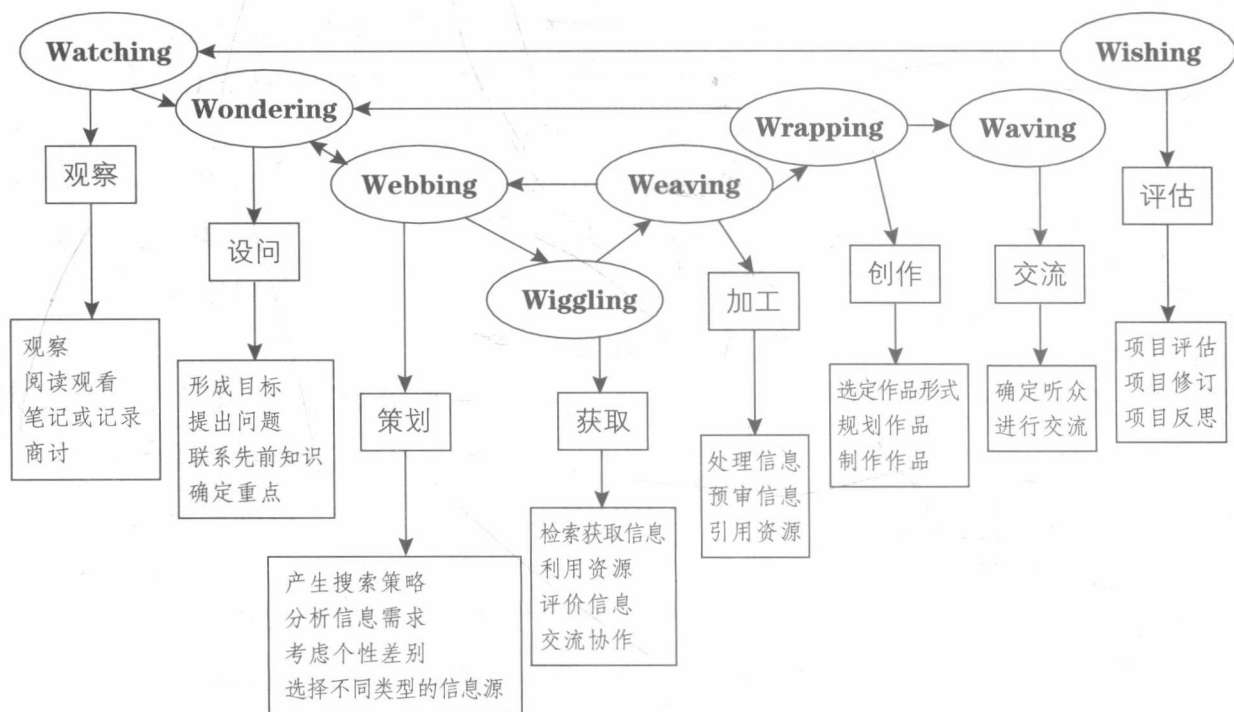 Watching
Wishing
Wondering
Wrapping
Waving
Webbing
Weaving
Wiggling
观察
设问
策划
获取
加工
创作
交流
评估
观察
阅读观看
笔记或记录
商讨
形成目标
提出问题
联系先前知识
确定重点
产生搜索策略
分析信息需求
考虑个性差别
选择不同类型的信息源
检索获取信息
利用资源
评价信息
交流协作
处理信息
预审信息
引用资源
选定作品形式
规划作品
制作作品
确定听众
进行交流
项目评估
项目修订
项目反思